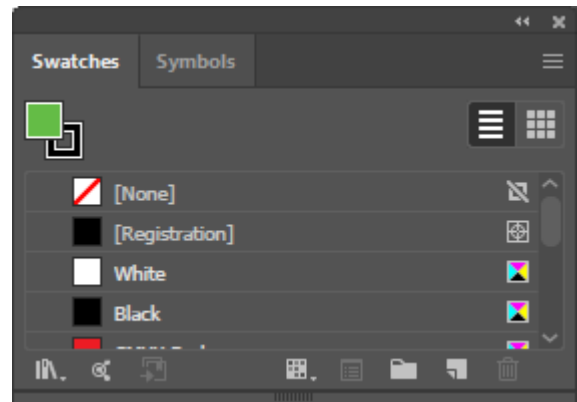 Swatches Symbols
[None]
[Registration]
White
Black